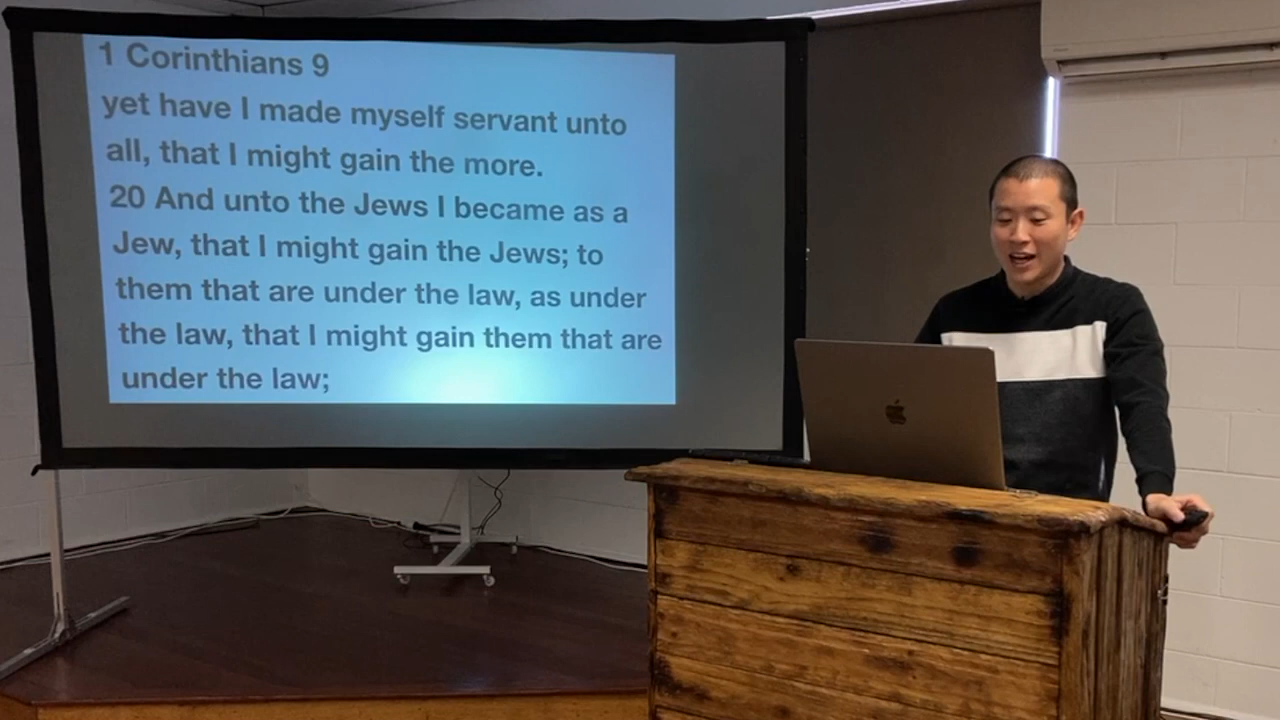 1 Corinthians 9
yet have I made myself servant unto
all, that I might gain the more.
20 And unto the Jews I became as a
Jew, that I might gain the Jews; to
them that are under the law, as under
the law, that I might gain them that are
under the law;